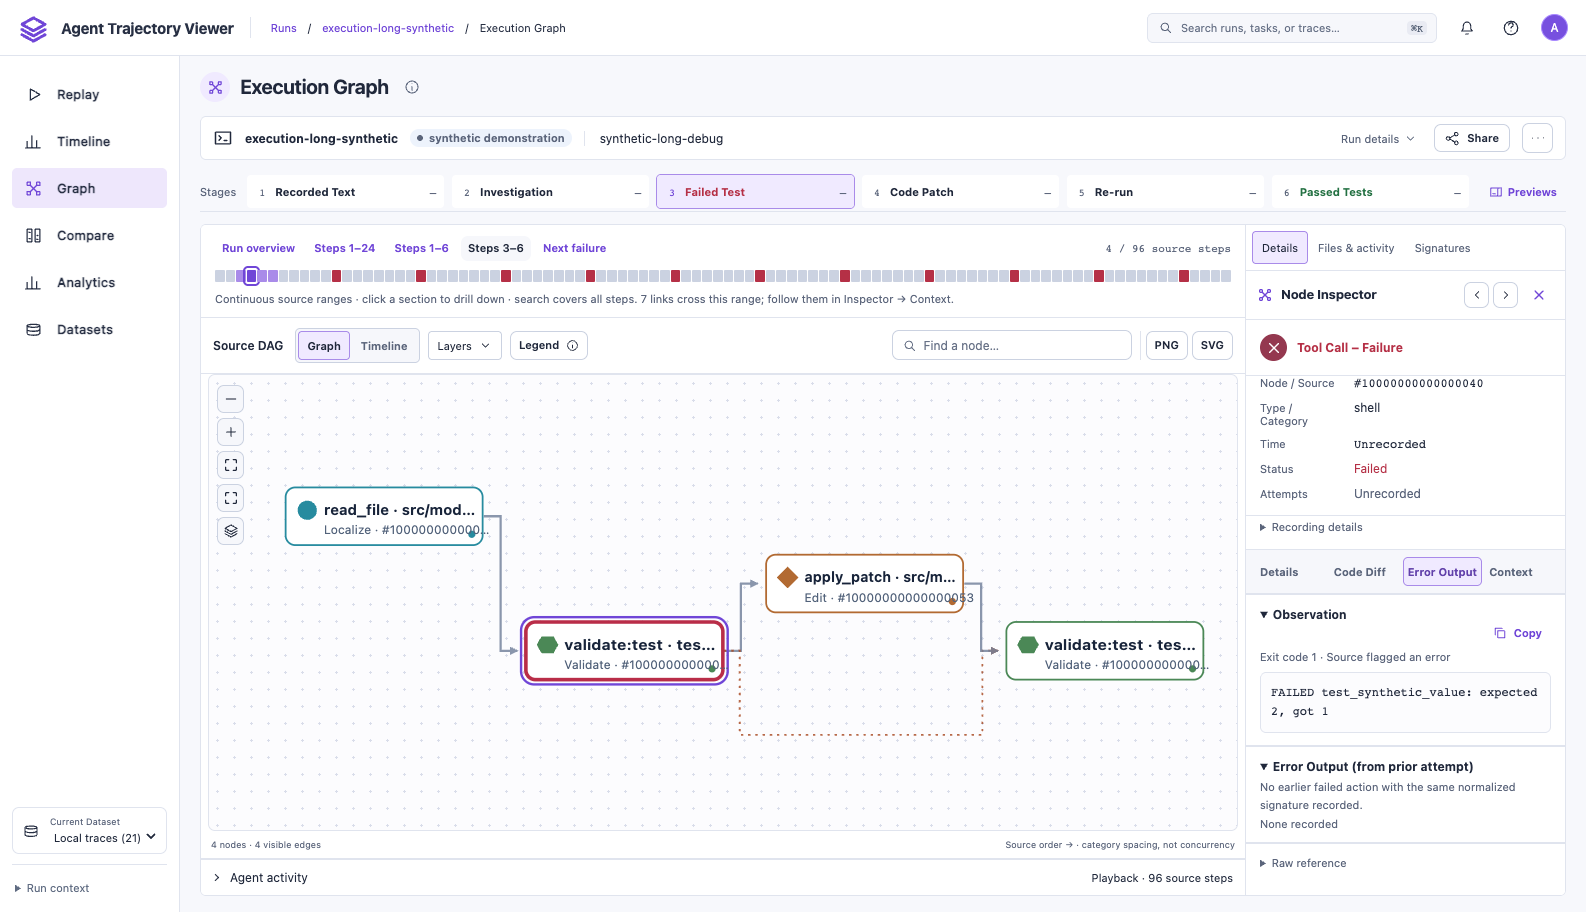 Agent Trajectory Viewer
Runs / execution-long-synthetic / Execution Graph
Search runs, tasks, or traces...
⌘K
A
Replay
Timeline
Graph
Compare
Analytics
Datasets
Current Dataset
Local traces (21)
Run context
Execution Graph
execution-long-synthetic
synthetic demonstration
synthetic-long-debug
Run details
Share
...
Stages
1 Recorded Text –
2 Investigation –
3 Failed Test –
4 Code Patch –
5 Re-run –
6 Passed Tests –
Previews
Run overview
Steps 1–24
Steps 1–6
Steps 3–6
Next failure
4 / 96 source steps
Continuous source ranges · click a section to drill down · search covers all steps. 7 links cross this range; follow them in Inspector → Context.
Source DAG
Graph
Timeline
Layers
Legend
Find a node...
PNG
SVG
read_file · src/mod...
Localize · #100000000000...
validate:test · tes...
Validate · #100000000000...
apply_patch · src/m...
Edit · #10000000000000053
validate:test · tes...
Validate · #100000000000...
4 nodes · 4 visible edges
Source order → · category spacing, not concurrency
Agent activity
Playback · 96 source steps
Details
Files & activity
Signatures
Node Inspector
Tool Call – Failure
Node / Source #10000000000000040
Type / Category shell
Time Unrecorded
Status Failed
Attempts Unrecorded
Recording details
Details
Code Diff
Error Output
Context
Observation
Copy
Exit code 1 · Source flagged an error
FAILED test_synthetic_value: expected
2, got 1
Error Output (from prior attempt)
No earlier failed action with the same normalized
signature recorded.
None recorded
Raw reference